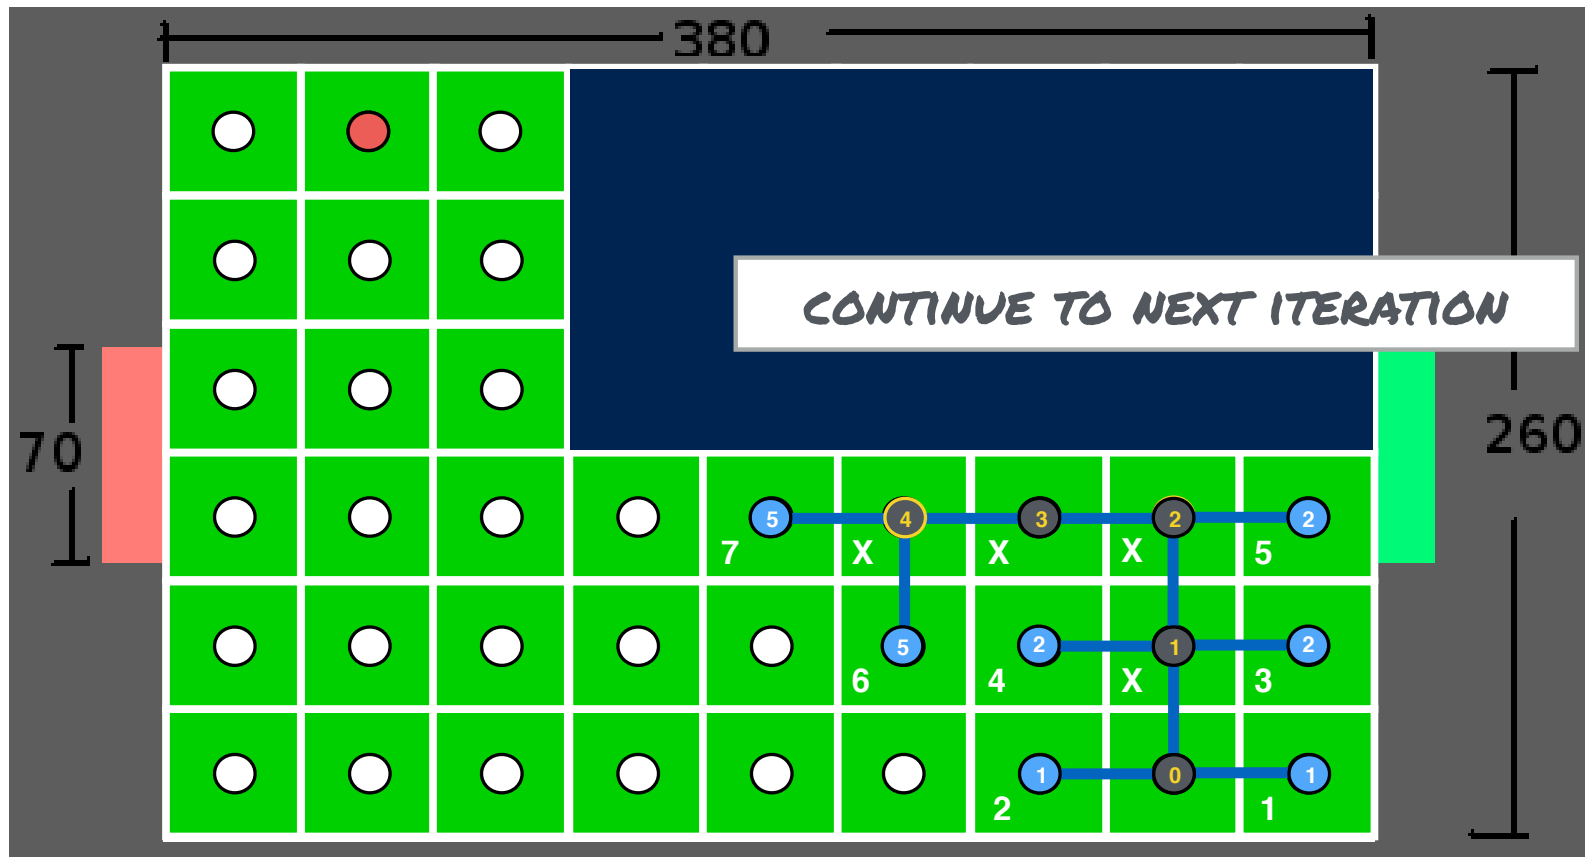 380
CONTINUE TO NEXT ITERATION
70
260
5 4 3 2 2
7 X X X 5
5 2 1 2
6 4 X 3
1 0 1
2 1